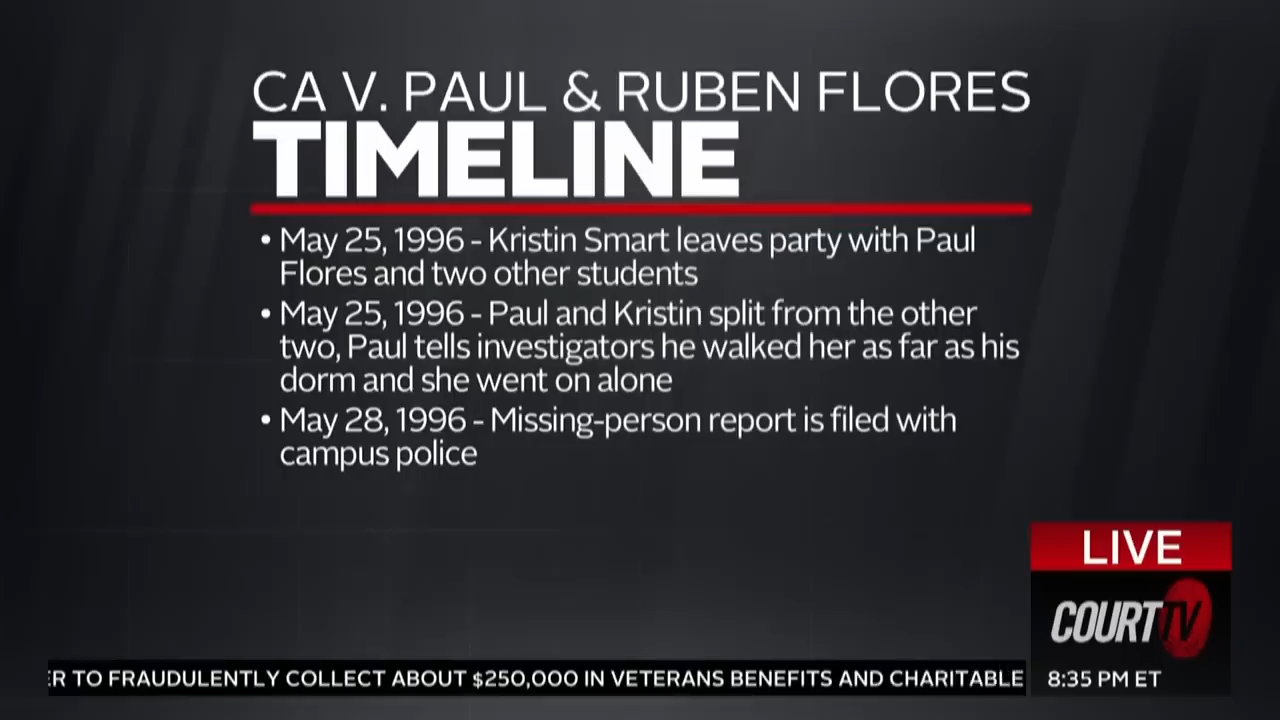 CA V. PAUL & RUBEN FLORES
TIMELINE
• May 25, 1996 - Kristin Smart leaves party with Paul
Flores and two other students
• May 25, 1996 - Paul and Kristin split from the other
two, Paul tells investigators he walked her as far as his
dorm and she went on alone
• May 28, 1996 - Missing-person report is filed with
campus police
LIVE
COURT TV
TO FRAUDULENTLY COLLECT ABOUT $250,000 IN VETERANS BENEFITS AND CHARITABLE
8:35 PM ET